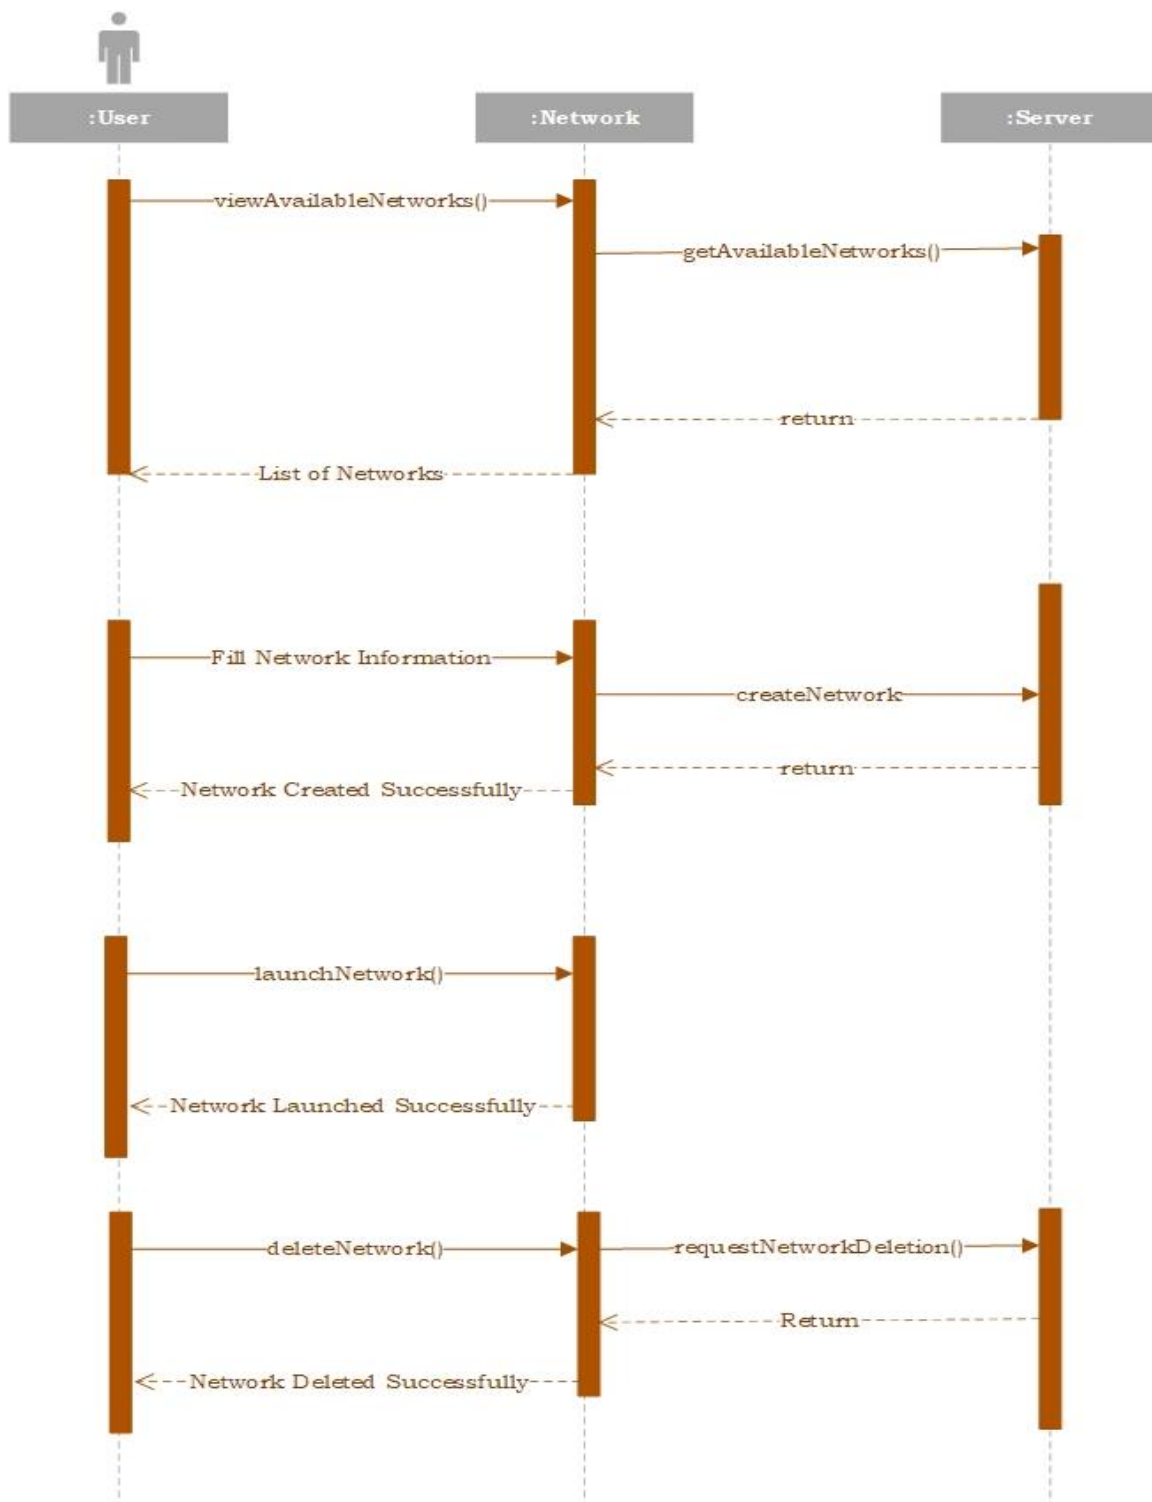 :User
:Network
:Server
viewAvailableNetworks()
getAvailableNetworks()
return
List of Networks
Fill Network Information
createNetwork
return
Network Created Successfully
launchNetwork()
Network Launched Successfully
deleteNetwork()
requestNetworkDeletion()
Return
Network Deleted Successfully